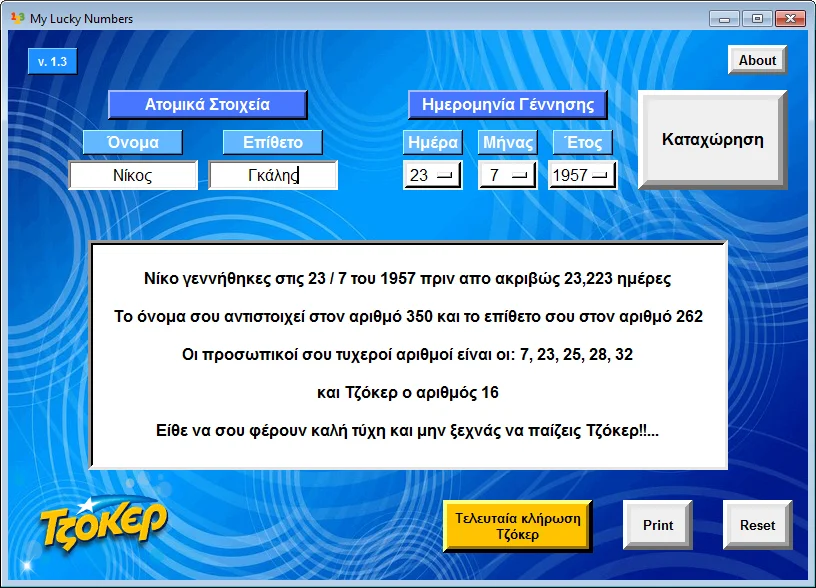 My Lucky Numbers
v. 1.3
About
Ατομικά Στοιχεία
Ημερομηνία Γέννησης
Καταχώρηση
Όνομα
Επίθετο
Ημέρα
Μήνας
Έτος
Νίκος
Γκάλης
23
7
1957
Νίκο γεννήθηκες στις 23 / 7 του 1957 πριν απο ακριβώς 23,223 ημέρες
Το όνομα σου αντιστοιχεί στον αριθμό 350 και το επίθετο σου στον αριθμό 262
Οι προσωπικοί σου τυχεροί αριθμοί είναι οι: 7, 23, 25, 28, 32
και Τζόκερ ο αριθμός 16
Είθε να σου φέρουν καλή τύχη και μην ξεχνάς να παίζεις Τζόκερ!!...
Τζόκερ
Τελευταία κλήρωση
Τζόκερ
Print
Reset